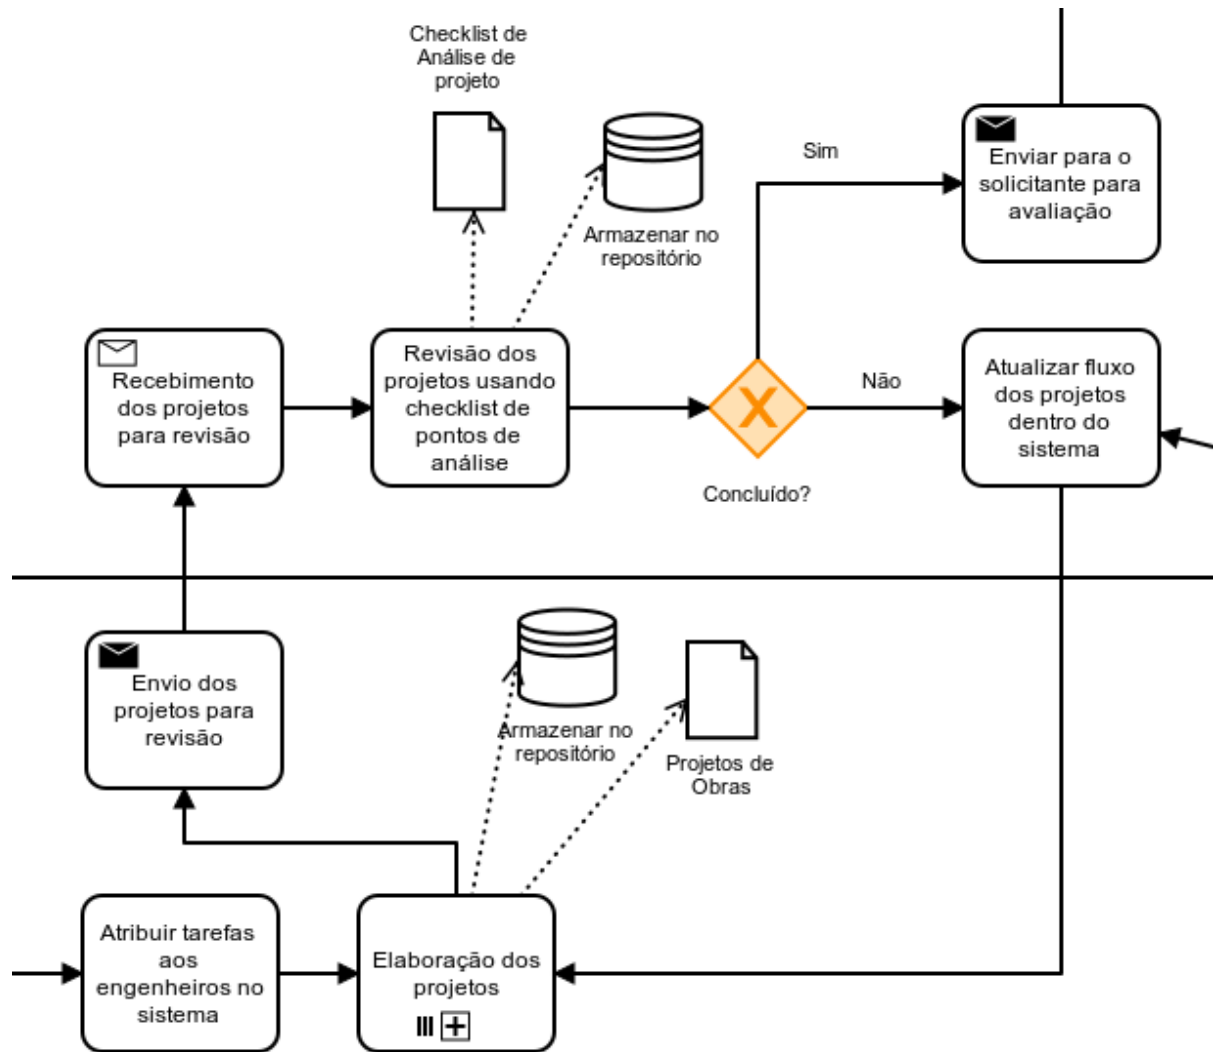 Checklist de
Análise de
projeto
Armazenar no
repositório
Sim
Enviar para o
solicitante para
avaliação
Recebimento
dos projetos
para revisão
Revisão dos
projetos usando
checklist de
pontos de
análise
X
Concluído?
Não
Atualizar fluxo
dos projetos
dentro do
sistema
Envio dos
projetos para
revisão
Armazenar no
repositório
Projetos de
Obras
Atribuir tarefas
aos
engenheiros no
sistema
Elaboração dos
projetos